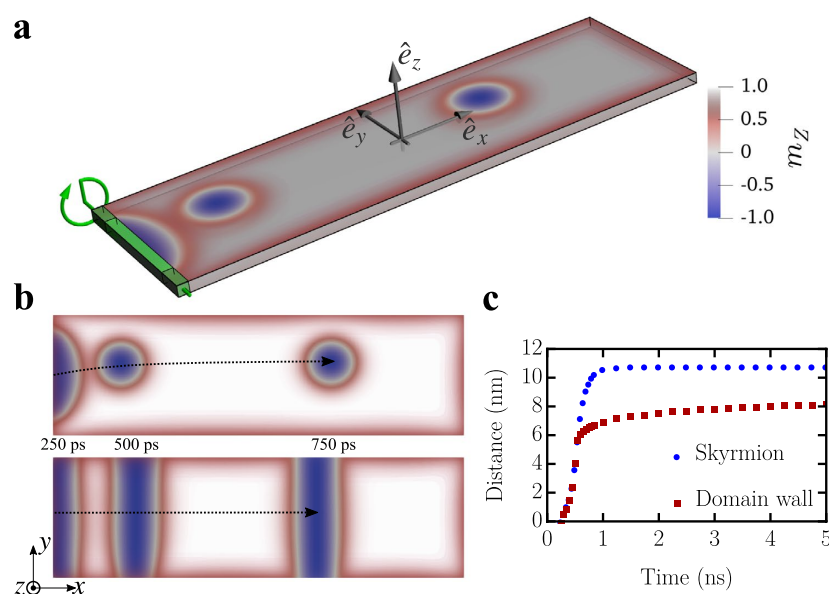 a
ê_z
ê_y
ê_x
1.0
0.5
0
-0.5
-1.0
m_z
b
250 ps
500 ps
750 ps
y
z
x
c
12
10
8
6
4
2
0
Distance (nm)
Skyrmion
Domain wall
0
1
2
3
4
5
Time (ns)